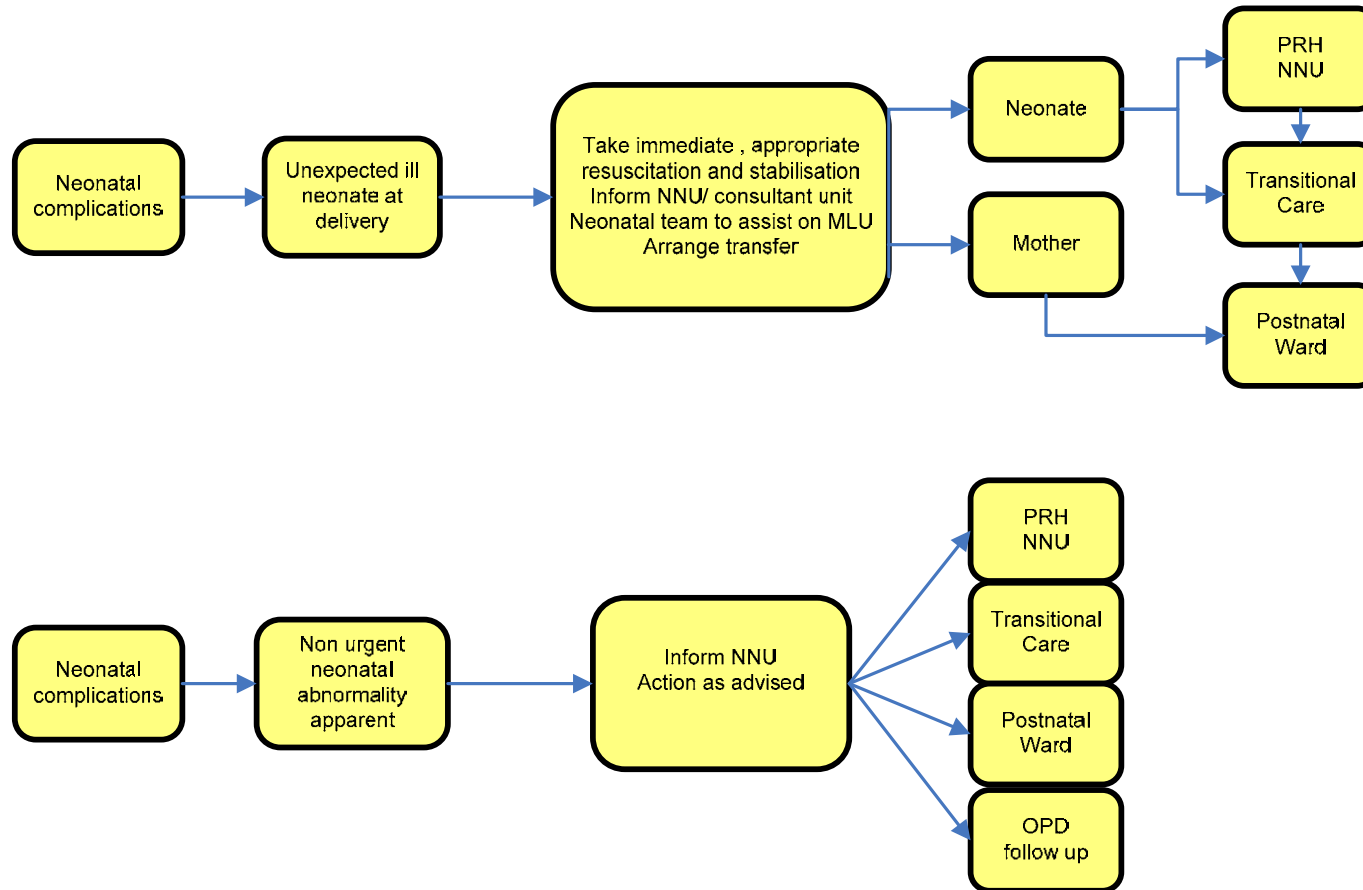 Neonatal
complications
Unexpected ill
neonate at
delivery
Take immediate , appropriate
resuscitation and stabilisation
Inform NNU/ consultant unit
Neonatal team to assist on MLU
Arrange transfer
Neonate
Mother
PRH
NNU
Transitional
Care
Postnatal
Ward
Neonatal
complications
Non urgent
neonatal
abnormality
apparent
Inform NNU
Action as advised
PRH
NNU
Transitional
Care
Postnatal
Ward
OPD
follow up